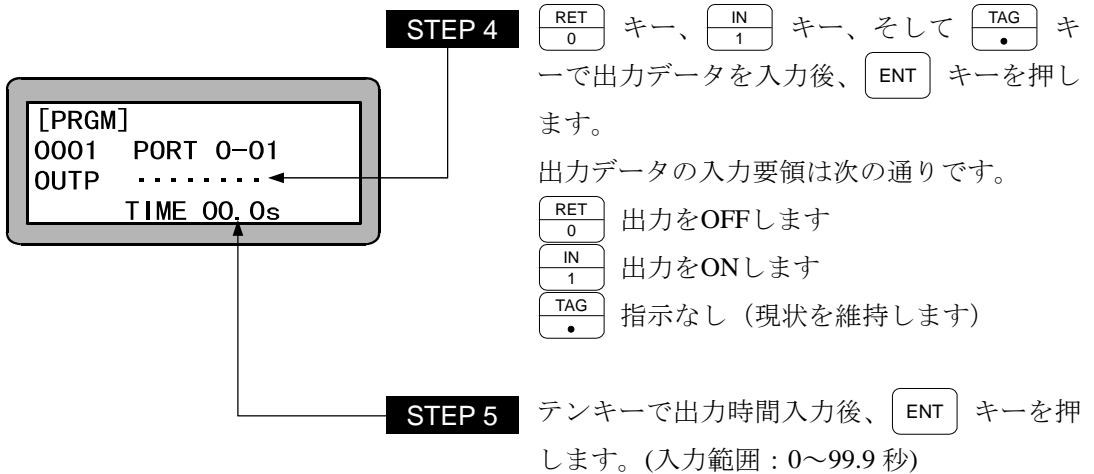 STEP 4
RET 0 キー、 IN 1 キー、そして TAG ● キ
ーで出力データを入力後、 ENT キーを押し
ます。
出力データの入力要領は次の通りです。
RET 0 出力をOFFします
IN 1 出力をONします
TAG ● 指示なし（現状を維持します）
[PRGM]
0001 PORT 0-01
OUTP ········
TIME 00.0s
STEP 5
テンキーで出力時間入力後、 ENT キーを押
します。(入力範囲：0～99.9 秒)